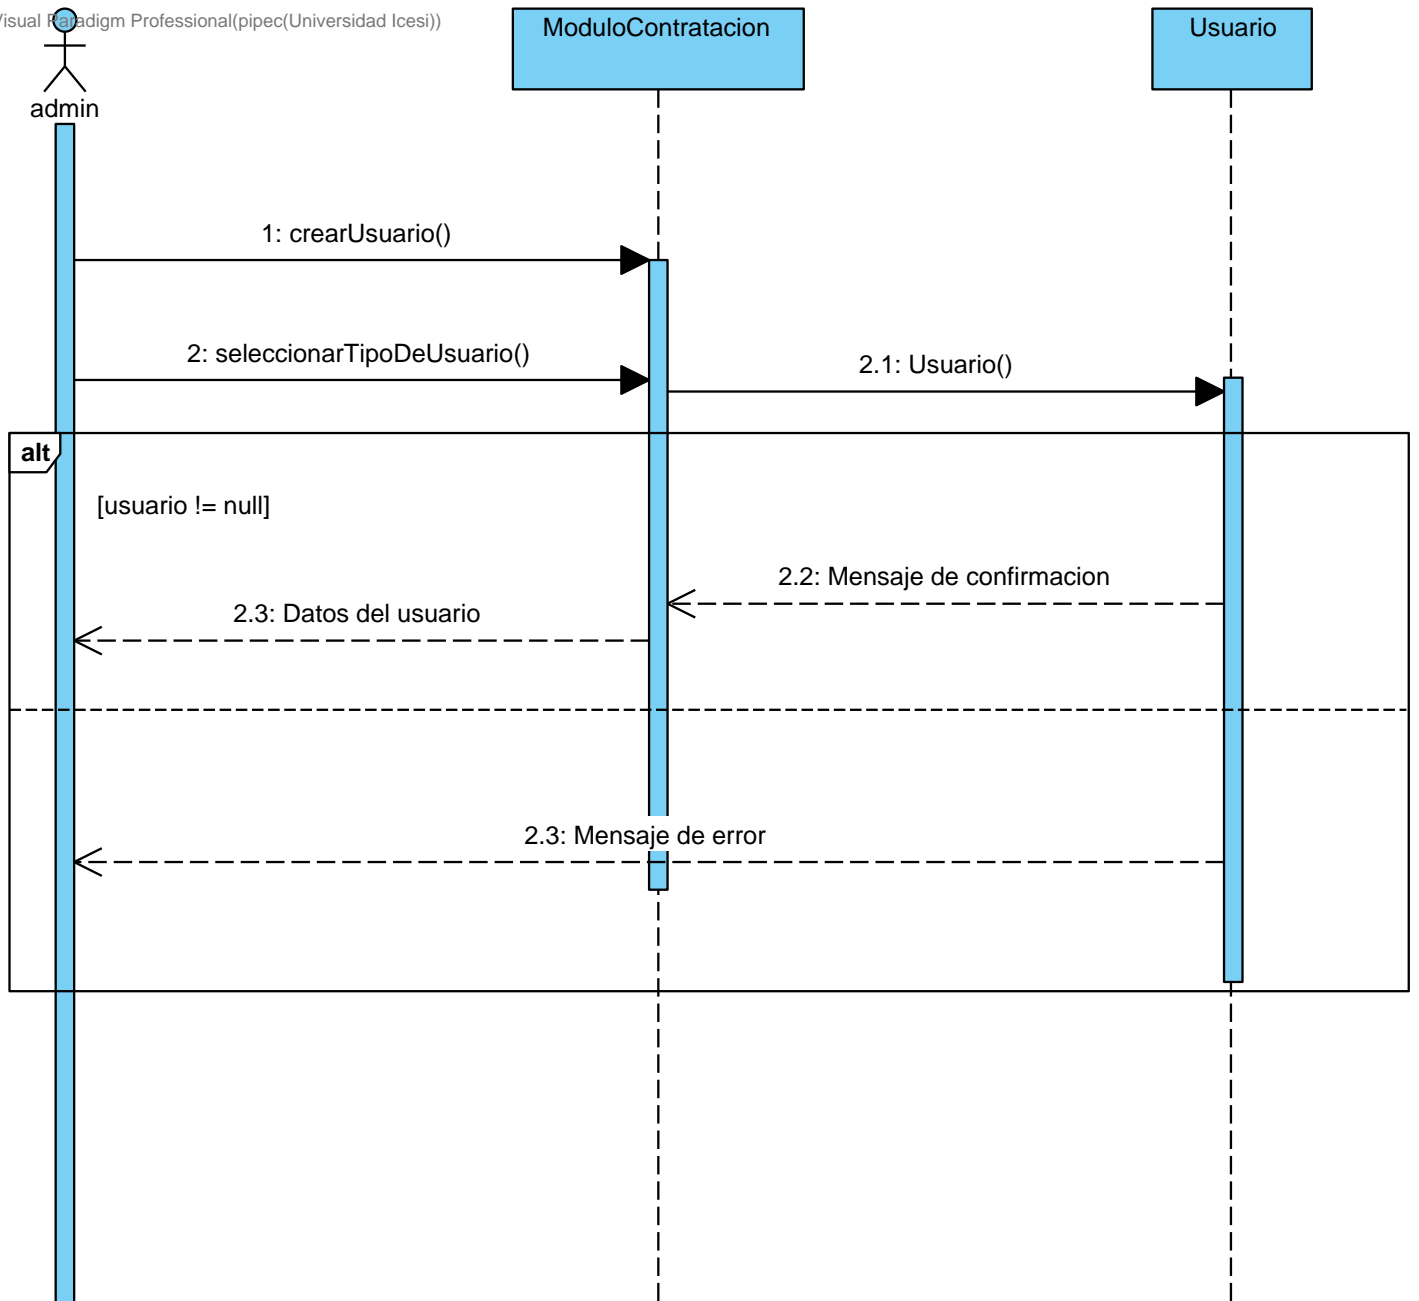 Visual Paradigm Professional(pipec(Universidad Icesi))
admin
ModuloContratacion
Usuario
1: crearUsuario()
2: seleccionarTipoDeUsuario()
2.1: Usuario()
alt
[usuario != null]
2.2: Mensaje de confirmacion
2.3: Datos del usuario
2.3: Mensaje de error